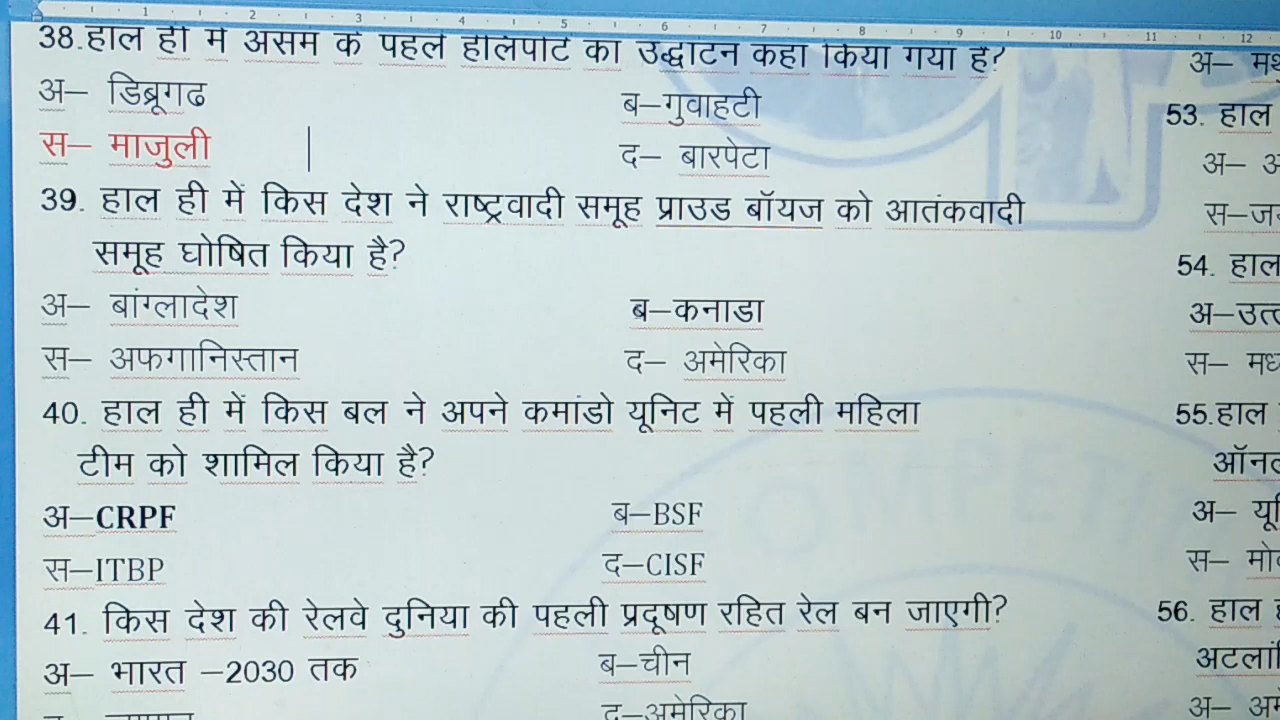 38.हाल ही में असम के पहले हेलिपोर्ट का उद्घाटन कहां किया गया है?
अ– डिब्रूगढ
ब–गुवाहटी
स– माजुली
द– बारपेटा
39. हाल ही में किस देश ने राष्ट्रवादी समूह प्राउड बॉयज को आतंकवादी
समूह घोषित किया है?
अ– बांग्लादेश
ब–कनाडा
स– अफगानिस्तान
द– अमेरिका
40. हाल ही में किस बल ने अपने कमांडो यूनिट में पहली महिला
टीम को शामिल किया है?
अ–CRPF
ब–BSF
स–ITBP
द–CISF
41. किस देश की रेलवे दुनिया की पहली प्रदूषण रहित रेल बन जाएगी?
अ– भारत –2030 तक
ब–चीन
द–अमेरिका
अ–
53. हाल
अ–
स–
54. हाल
अ–
स–
55.हाल
अ–
स–
56. हाल
अ–